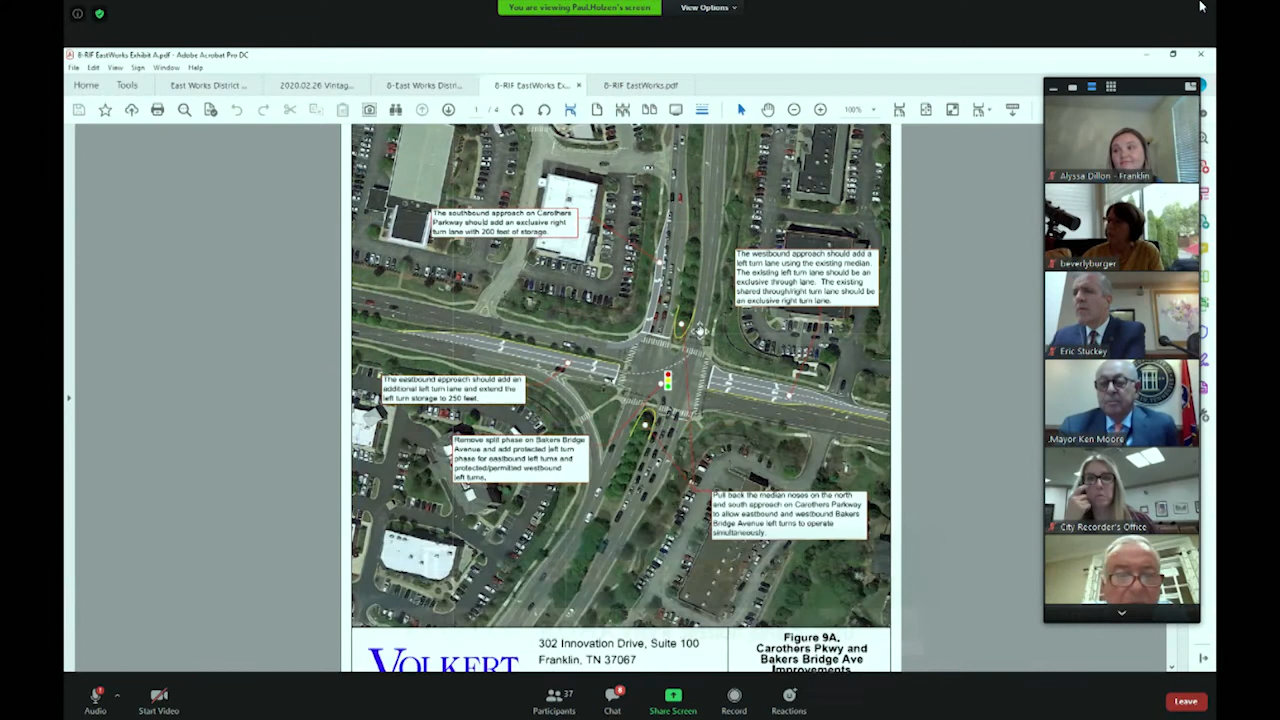 You are viewing Paul.Holzen's screen
View Options
8-RIF EastWorks Exhibit A.pdf - Adobe Acrobat Pro DC
File Edit View Sign Window Help
Home Tools East Works District ... 2020.02.26 Vintag... 8-East Works Distri... 8-RIF EastWorks Ex... × 8-RIF EastWorks.pdf
1 / 4 100%
The southbound approach on Carothers
Parkway should add an exclusive right
turn lane with 200 feet of storage.
The westbound approach should add a
left turn lane using the existing median.
The existing left turn lane should be an
exclusive through lane. The existing
shared through/right turn lane should be
an exclusive right turn lane.
The eastbound approach should add an
additional left turn lane and extend the
left turn storage to 250 feet.
Remove split phase on Bakers Bridge
Avenue and add protected left turn
phase for eastbound left turns and
protected/permitted westbound
left turns.
Pull back the median noses on the north
and south approach on Carothers Parkway
to allow eastbound and westbound Bakers
Bridge Avenue left turns to operate
simultaneously.
VOLKERT
302 Innovation Drive, Suite 100
Franklin, TN 37067
Figure 9A.
Carothers Pkwy and
Bakers Bridge Ave
Improvements
Alyssa Dillon - Franklin
beverlyburger
Eric Stuckey
.Mayor Ken Moore
City Recorder's Office
Audio
Start Video
37
Participants
8
Chat
Share Screen
Record
Reactions
Leave